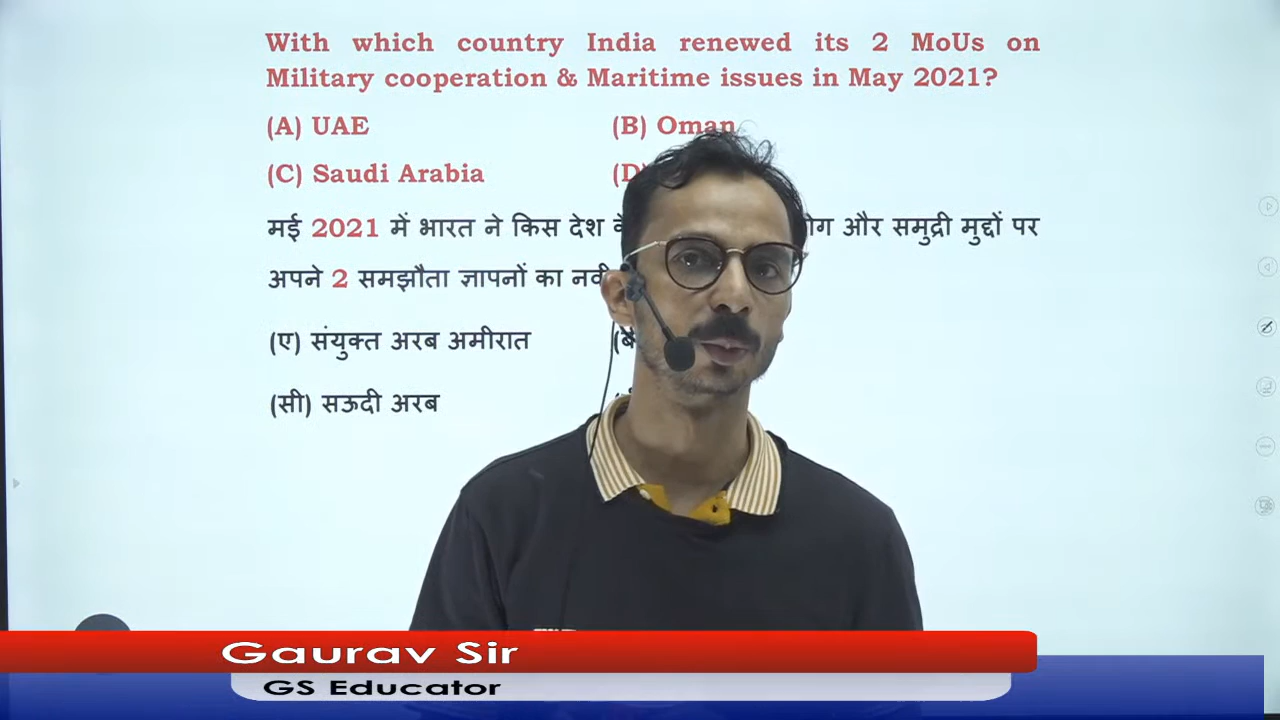 With which country India renewed its 2 MoUs on
Military cooperation & Maritime issues in May 2021?
(A) UAE (B) Oman
(C) Saudi Arabia (D)
मई 2021 में भारत ने किस देश और समुद्री मुद्दों पर
अपने 2 समझौता ज्ञापनों का
(ए) संयुक्त अरब अमीरात
(सी) सऊदी अरब
Gaurav Sir
GS Educator